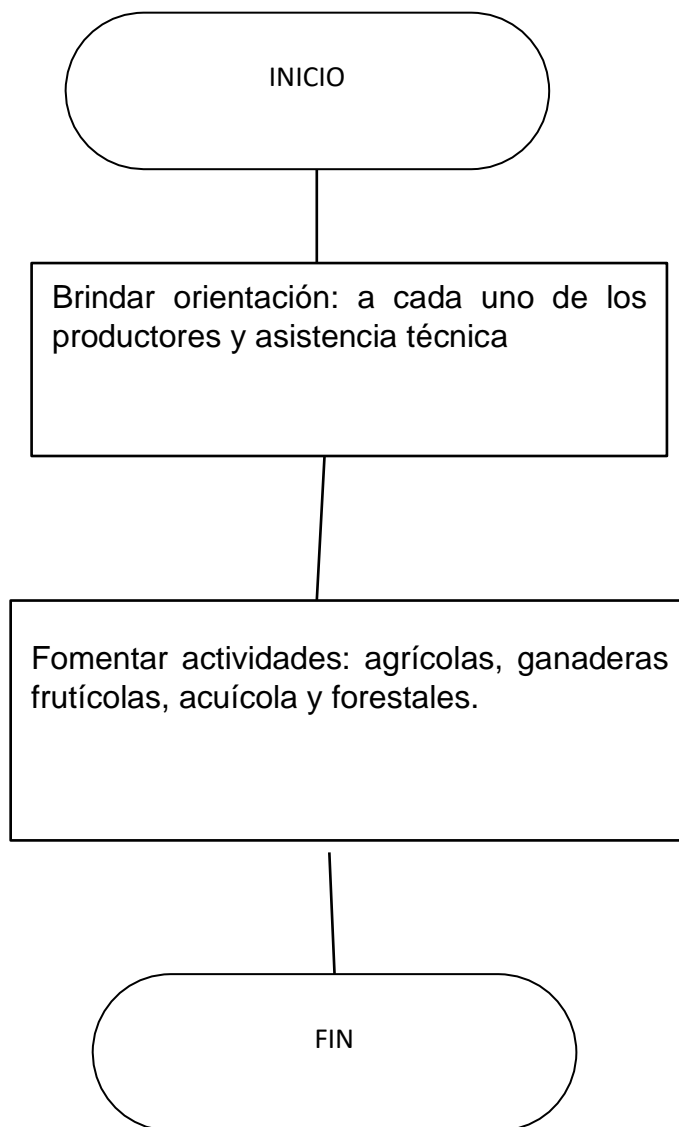 INICIO
Brindar orientación: a cada uno de los
productores y asistencia técnica
Fomentar actividades: agrícolas, ganaderas
frutícolas, acuícola y forestales.
FIN